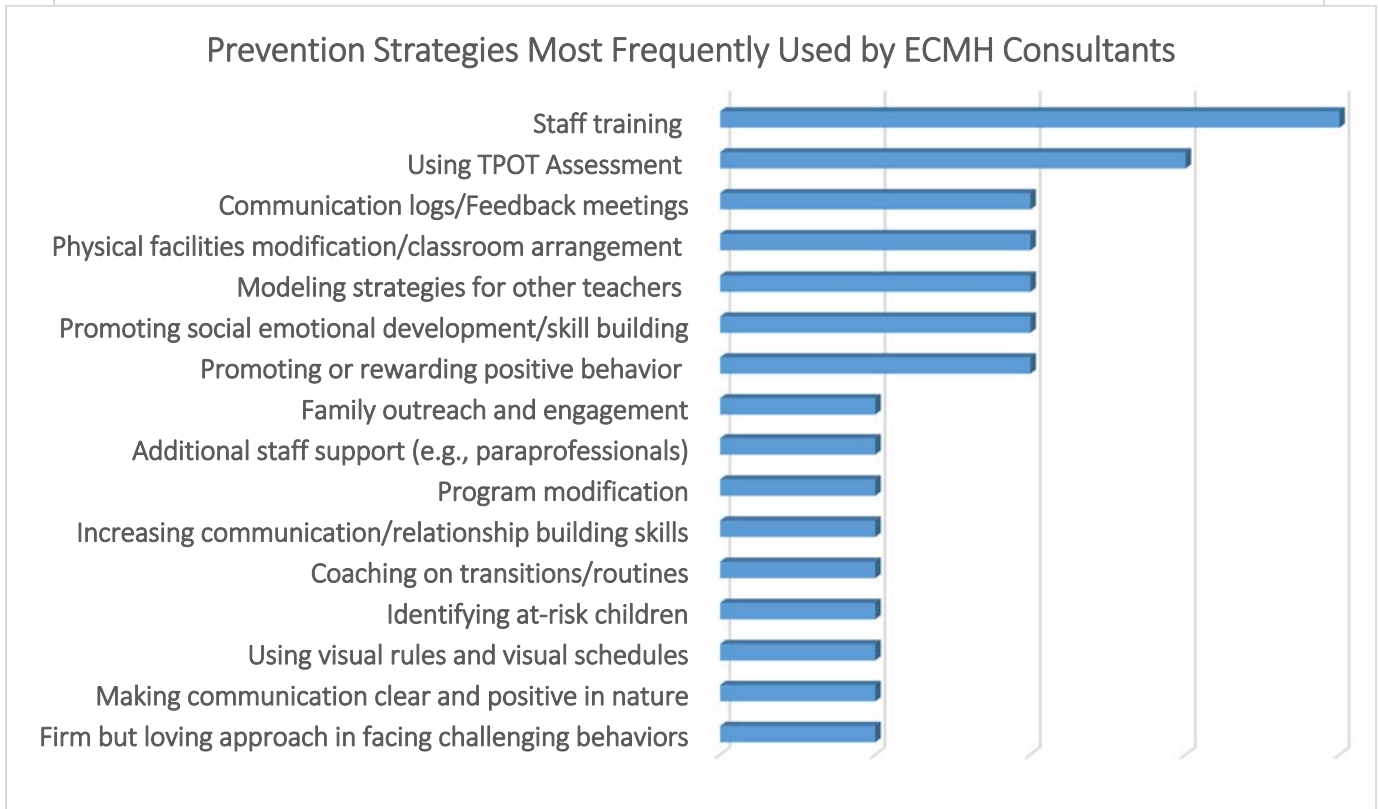 Prevention Strategies Most Frequently Used by ECMH Consultants
Staff training
Using TPOT Assessment
Communication logs/Feedback meetings
Physical facilities modification/classroom arrangement
Modeling strategies for other teachers
Promoting social emotional development/skill building
Promoting or rewarding positive behavior
Family outreach and engagement
Additional staff support (e.g., paraprofessionals)
Program modification
Increasing communication/relationship building skills
Coaching on transitions/routines
Identifying at-risk children
Using visual rules and visual schedules
Making communication clear and positive in nature
Firm but loving approach in facing challenging behaviors